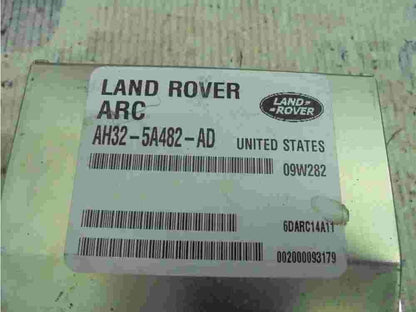 LAND ROVER
ARC
LAND-
-ROVER
AH32-5A482-AD UNITED STATES
09W282
6DARC14A11
002000093179